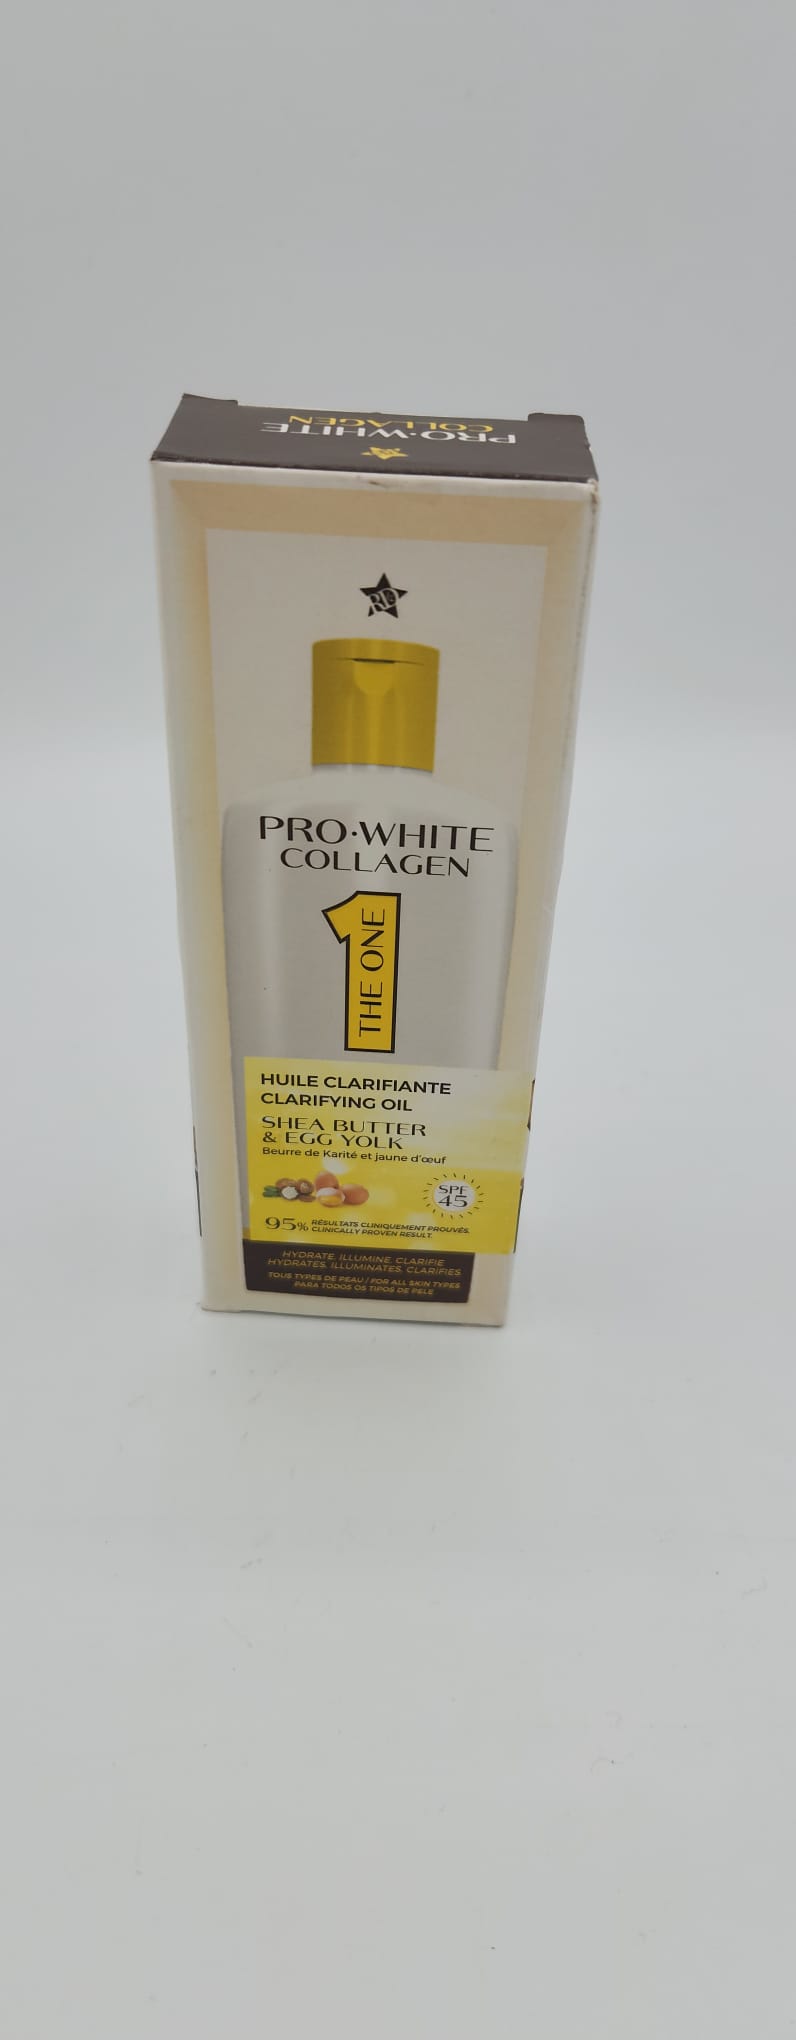 PRO·WHITE
COLLAGEN
RD
PRO·WHITE
COLLAGEN
1
THE ONE
HUILE CLARIFIANTE
CLARIFYING OIL
SHEA BUTTER
& EGG YOLK
Beurre de Karité et jaune d'œuf
SPF
45
95% RÉSULTATS CLINIQUEMENT PROUVÉS.
CLINICALLY PROVEN RESULT.
HYDRATE, ILLUMINE, CLARIFIE
HYDRATES, ILLUMINATES, CLARIFIES
TOUS TYPES DE PEAU / FOR ALL SKIN TYPES
PARA TODOS OS TIPOS DE PELE